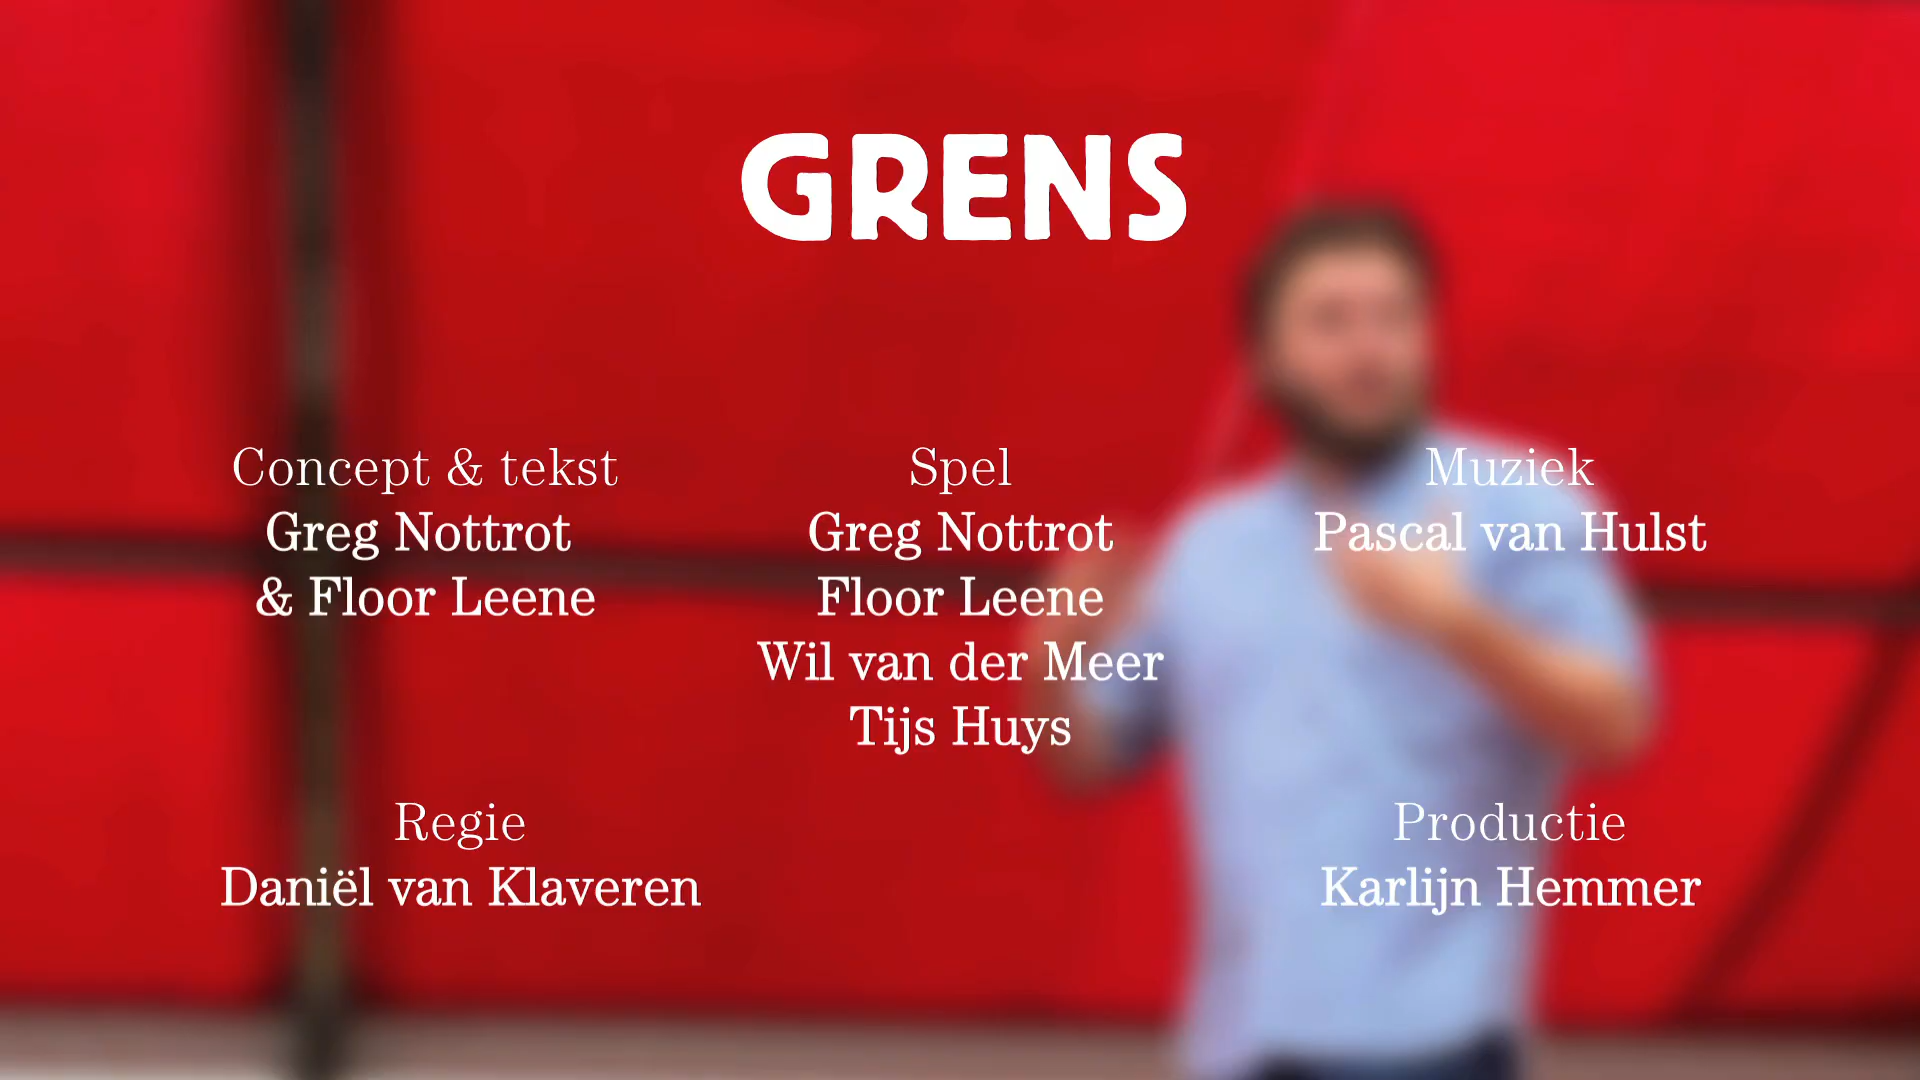 GRENS
Concept & tekst
Greg Nottrot
& Floor Leene
Spel
Greg Nottrot
Floor Leene
Wil van der Meer
Tijs Huys
Muziek
Pascal van Hulst
Regie
Daniël van Klaveren
Productie
Karlijn Hemmer